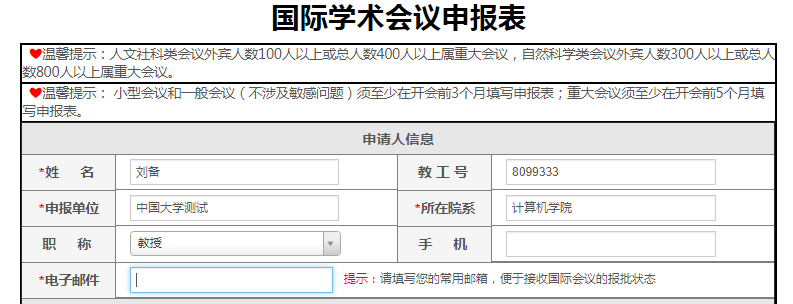 国际学术会议申报表
❤温馨提示：人文社科类会议外宾人数100人以上或总人数400人以上属重大会议，自然科学类会议外宾人数300人以上或总人
数800人以上属重大会议。
❤温馨提示： 小型会议和一般会议（不涉及敏感问题）须至少在开会前3个月填写申报表；重大会议须至少在开会前5个月填
写申报表。
申请人信息
*姓 名 刘备 教 工 号 8099333
*申报单位 中国大学测试 *所在院系 计算机学院
职 称 教授 手 机
*电子邮件 提示：请填写您的常用邮箱，便于接收国际会议的报批状态